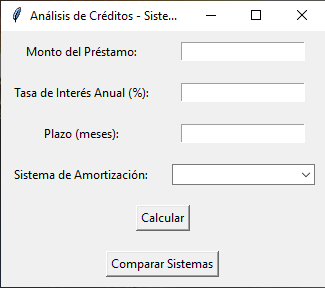 Análisis de Créditos - Siste...
Monto del Préstamo:
Tasa de Interés Anual (%):
Plazo (meses):
Sistema de Amortización:
Calcular
Comparar Sistemas